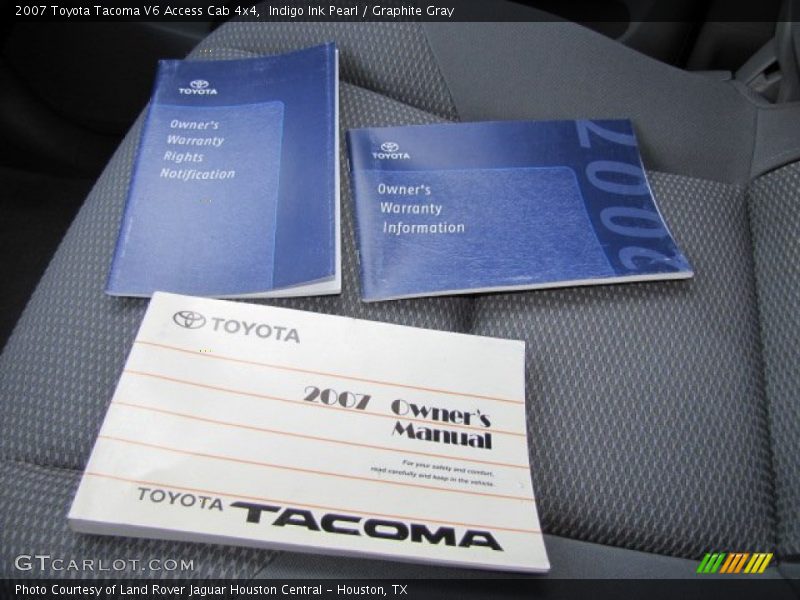 2007 Toyota Tacoma V6 Access Cab 4x4,  Indigo Ink Pearl / Graphite Gray
TOYOTA
Owner's
Warranty
Rights
Notification
TOYOTA
Owner's
Warranty
Information
2007
TOYOTA
2007 Owner's
Manual
For your safety and comfort,
read carefully and keep in the vehicle.
TOYOTA TACOMA
GTCARLOT.COM
Photo Courtesy of Land Rover Jaguar Houston Central - Houston, TX